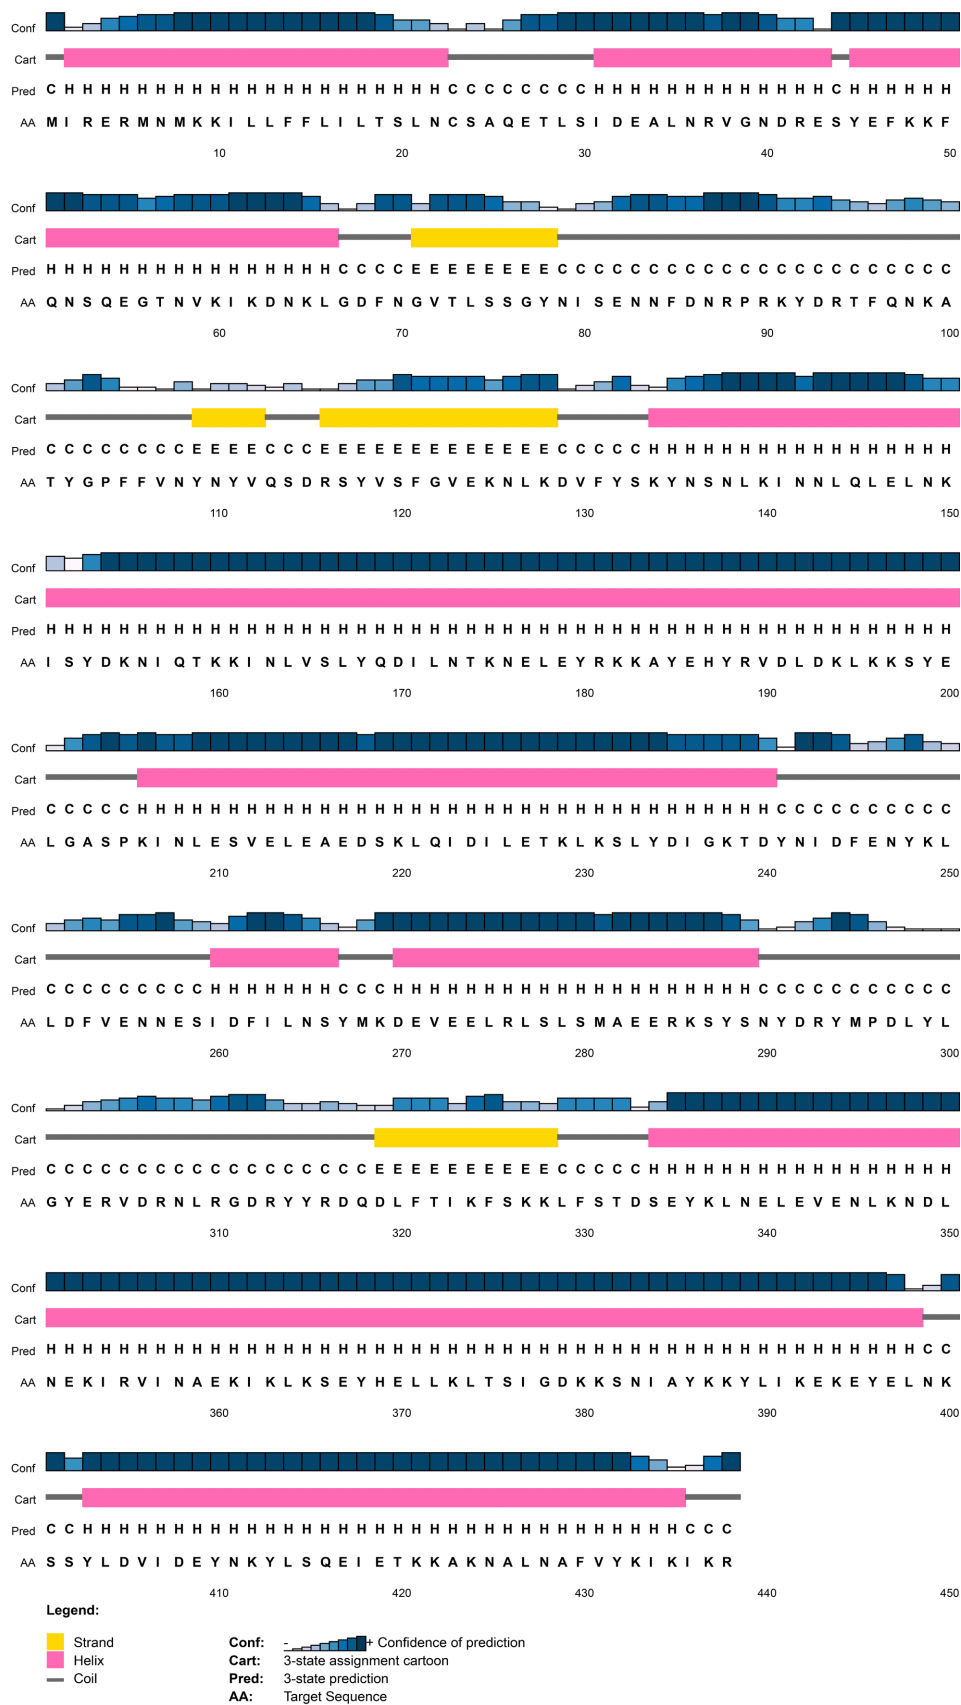 Conf
Cart
Pred C H H H H H H H H H H H H H H H H H H H H H C C C C C C C C H H H H H H H H H H H H H C H H H H H H
AA M I R E R M N M K K I L L F F L I L T S L N C S A Q E T L S I D E A L N R V G N D R E S Y E F K K F
10 20 30 40 50
Conf
Cart
Pred H H H H H H H H H H H H H H H H C C C C E E E E E E E E C C C C C C C C C C C C C C C C C C C C C C
AA Q N S Q E G T N V K I K D N K L G D F N G V T L S S G Y N I S E N N F D N R P R K Y D R T F Q N K A
60 70 80 90 100
Conf
Cart
Pred C C C C C C C C E E E E C C C E E E E E E E E E E E E E C C C C C H H H H H H H H H H H H H H H H H
AA T Y G P F F V N Y N Y V Q S D R S Y V S F G V E K N L K D V F Y S K Y N S N L K I N N L Q L E L N K
110 120 130 140 150
Conf
Cart
Pred H H H H H H H H H H H H H H H H H H H H H H H H H H H H H H H H H H H H H H H H H H H H H H H H H H
AA I S Y D K N I Q T K K I N L V S L Y Q D I L N T K N E L E Y R K K A Y E H Y R V D L D K L K K S Y E
160 170 180 190 200
Conf
Cart
Pred C C C C C H H H H H H H H H H H H H H H H H H H H H H H H H H H H H H H H H H H C C C C C C C C C C
AA L G A S P K I N L E S V E L E A E D S K L Q I D I L E T K L K S L Y D I G K T D Y N I D F E N Y K L
210 220 230 240 250
Conf
Cart
Pred C C C C C C C C C H H H H H H H C C C H H H H H H H H H H H H H H H H H H H H C C C C C C C C C C C
AA L D F V E N N E S I D F I L N S Y M K D E V E E L R L S L S M A E E R K S Y S N Y D R Y M P D L Y L
260 270 280 290 300
Conf
Cart
Pred C C C C C C C C C C C C C C C C C C E E E E E E E E E E C C C C C H H H H H H H H H H H H H H H H H
AA G Y E R V D R N L R G D R Y Y R D Q D L F T I K F S K K L F S T D S E Y K L N E L E V E N L K N D L
310 320 330 340 350
Conf
Cart
Pred H H H H H H H H H H H H H H H H H H H H H H H H H H H H H H H H H H H H H H H H H H H H H H H H C C
AA N E K I R V I N A E K I K L K S E Y H E L L K L T S I G D K K S N I A Y K K Y L I K E K E Y E L N K
360 370 380 390 400
Conf
Cart
Pred C C H H H H H H H H H H H H H H H H H H H H H H H H H H H H H H H H H C C C
AA S S Y L D V I D E Y N K Y L S Q E I E T K K A K N A L N A F V Y K I K I K R
410 420 430 440 450
Legend:
Strand
Helix
Coil
Conf: - + Confidence of prediction
Cart: 3-state assignment cartoon
Pred: 3-state prediction
AA: Target Sequence